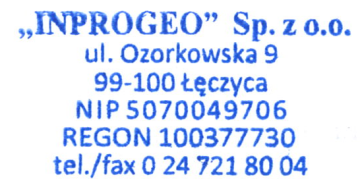 „INPROGEO” Sp. z o.o.
ul. Ozorkowska 9
99-100 Łęczyca
NIP 5070049706
REGON 100377730
tel./fax 0 24 721 80 04